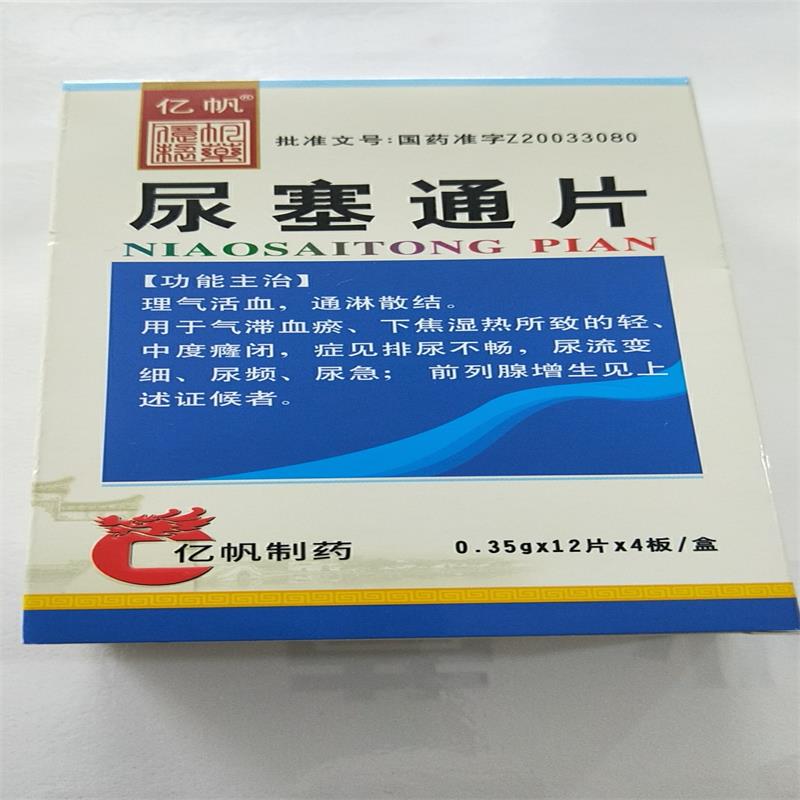 亿帆®
批准文号:国药准字Z20033080
尿塞通片
NIAOSAITONG PIAN
【功能主治】
理气活血，通淋散结。
用于气滞血瘀、下焦湿热所致的轻、
中度癃闭，症见排尿不畅，尿流变
细、尿频、尿急；前列腺增生见上
述证候者。
亿帆制药
0.35gx12片x4板/盒